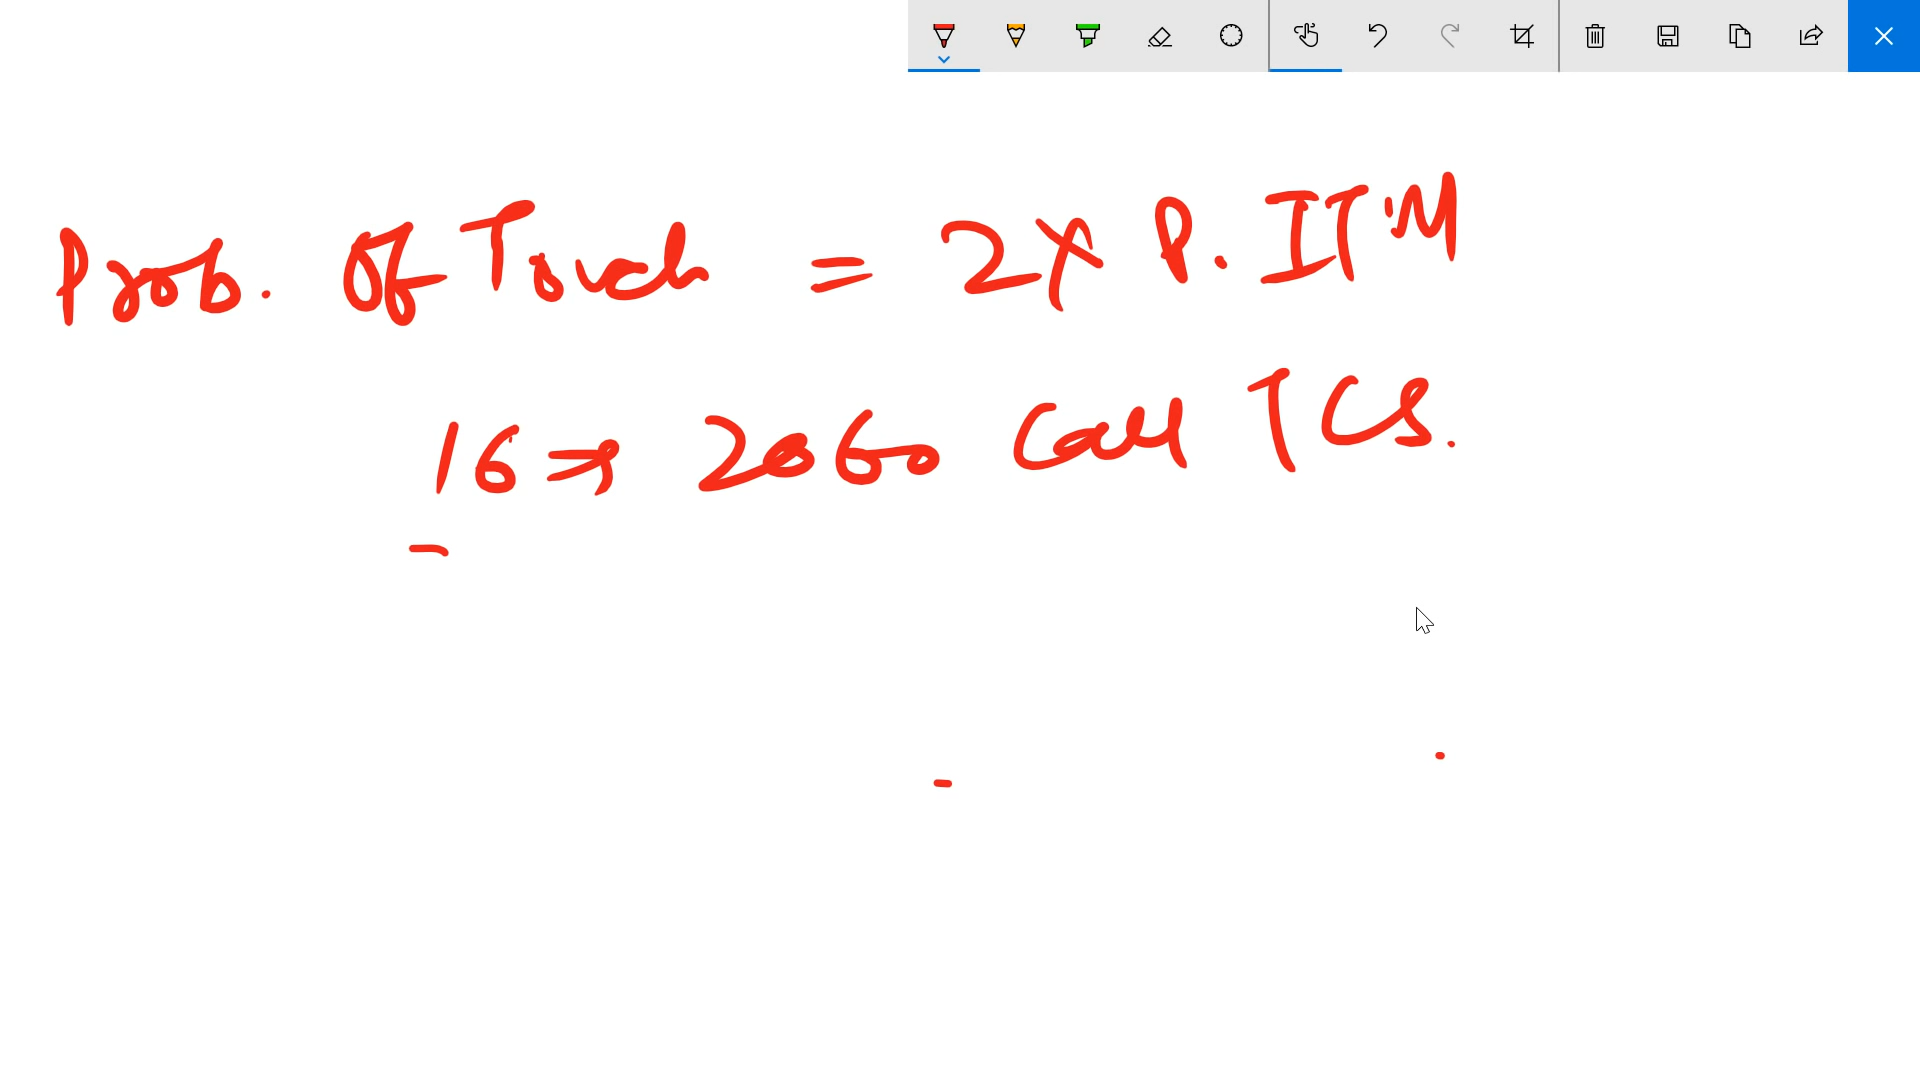 Prob. Of Touch = 2X P. ITM
16 ⇒ 2060 Call TCS.